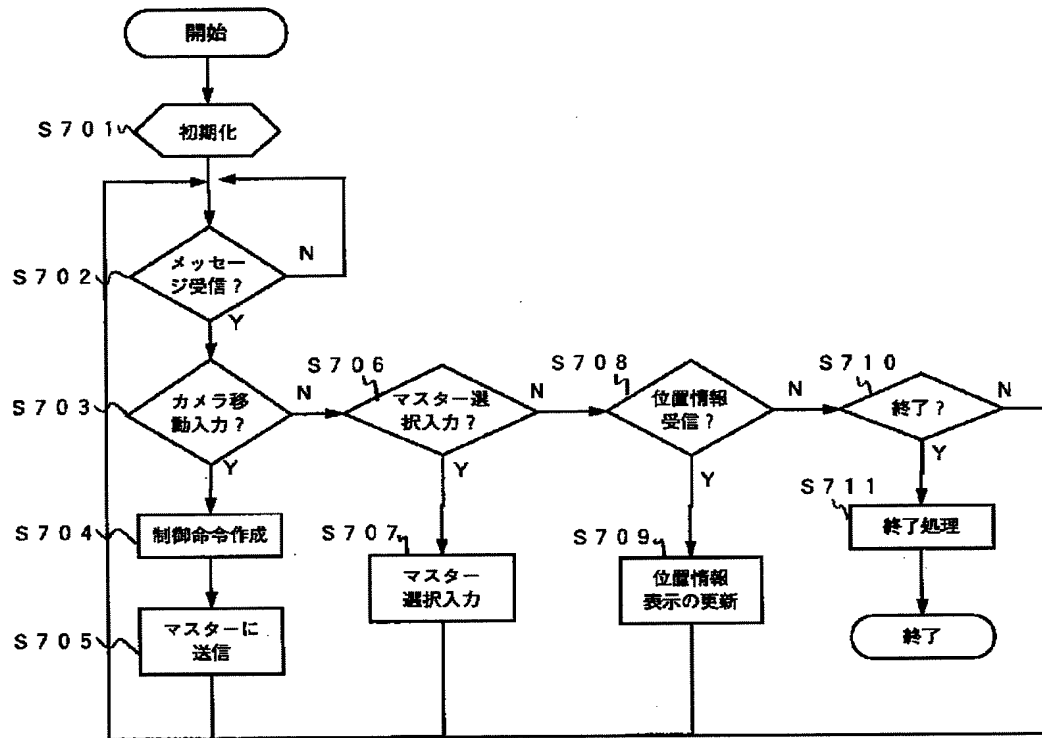 開始
S701
初期化
S702
メッセー
ジ受信?
N
Y
S703
カメラ移
動入力?
N
Y
S704
制御命令作成
S705
マスターに
送信
S706
マスター選
択入力?
N
Y
S707
マスター
選択入力
S708
位置情報
受信?
N
Y
S709
位置情報
表示の更新
S710
終了?
N
Y
S711
終了処理
終了